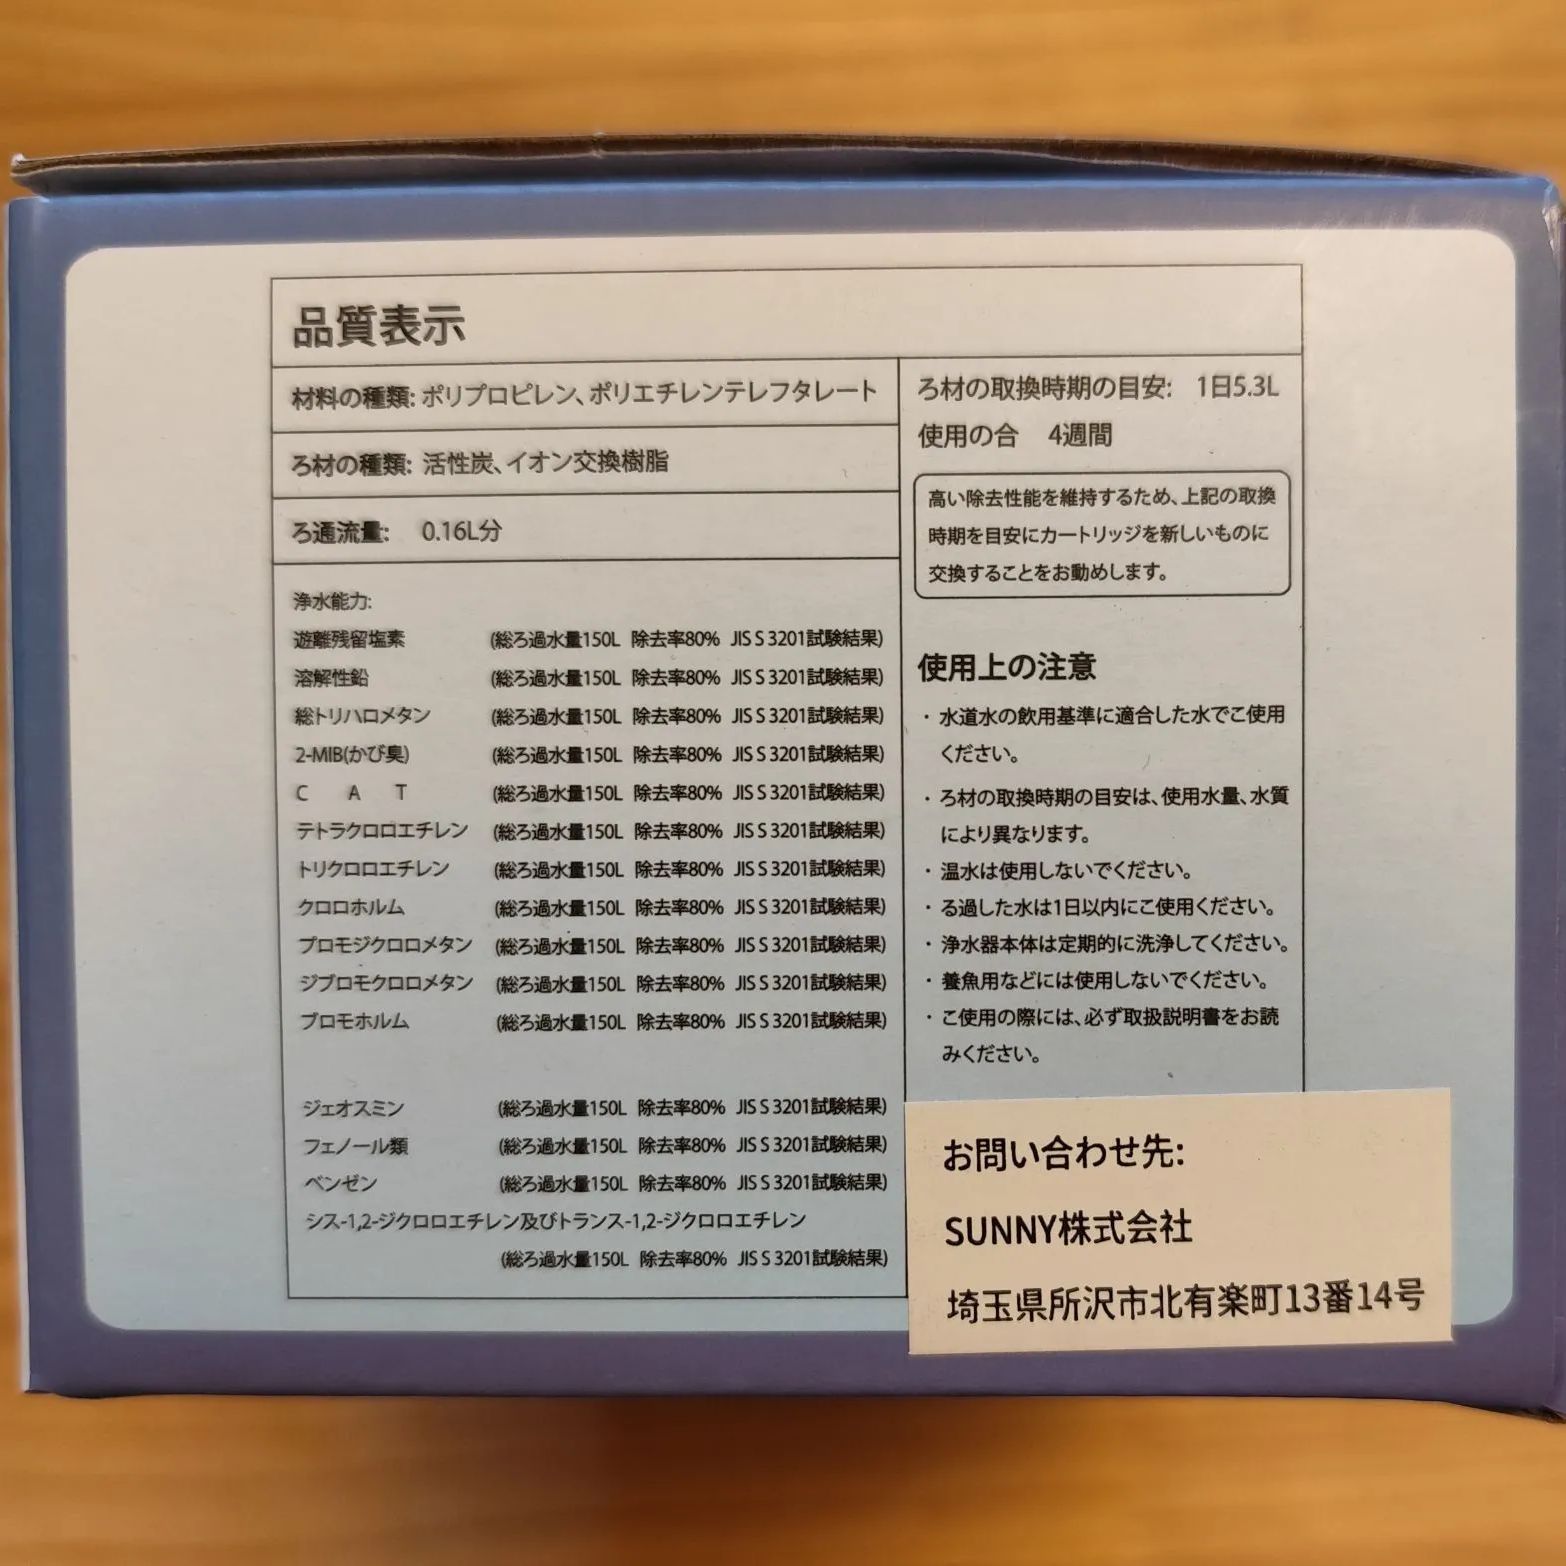 品質表示
材料の種類: ポリプロピレン、ポリエチレンテレフタレート
ろ材の種類: 活性炭、イオン交換樹脂
ろ通流量: 0.16L分
浄水能力:
遊離残留塩素 (総ろ過水量150L 除去率80% JIS S 3201試験結果)
溶解性鉛 (総ろ過水量150L 除去率80% JIS S 3201試験結果)
総トリハロメタン (総ろ過水量150L 除去率80% JIS S 3201試験結果)
2-MIB(かび臭) (総ろ過水量150L 除去率80% JIS S 3201試験結果)
C A T (総ろ過水量150L 除去率80% JIS S 3201試験結果)
テトラクロロエチレン (総ろ過水量150L 除去率80% JIS S 3201試験結果)
トリクロロエチレン (総ろ過水量150L 除去率80% JIS S 3201試験結果)
クロロホルム (総ろ過水量150L 除去率80% JIS S 3201試験結果)
プロモジクロロメタン (総ろ過水量150L 除去率80% JIS S 3201試験結果)
ジブロモクロロメタン (総ろ過水量150L 除去率80% JIS S 3201試験結果)
ブロモホルム (総ろ過水量150L 除去率80% JIS S 3201試験結果)
ジェオスミン (総ろ過水量150L 除去率80% JIS S 3201試験結果)
フェノール類 (総ろ過水量150L 除去率80% JIS S 3201試験結果)
ベンゼン (総ろ過水量150L 除去率80% JIS S 3201試験結果)
シス-1,2-ジクロロエチレン及びトランス-1,2-ジクロロエチレン
(総ろ過水量150L 除去率80% JIS S 3201試験結果)
ろ材の取換時期の目安: 1日5.3L
使用の合 4週間
高い除去性能を維持するため、上記の取換
時期を目安にカートリッジを新しいものに
交換することをお勧めします。
使用上の注意
・水道水の飲用基準に適合した水でこ使用
ください。
・ろ材の取換時期の目安は、使用水量、水質
により異なります。
・温水は使用しないでください。
・る過した水は1日以内にこ使用ください。
・浄水器本体は定期的に洗浄してください。
・養魚用などには使用しないでください。
・こ使用の際には、必ず取扱説明書をお読
みください。
お問い合わせ先:
SUNNY株式会社
埼玉県所沢市北有楽町13番14号